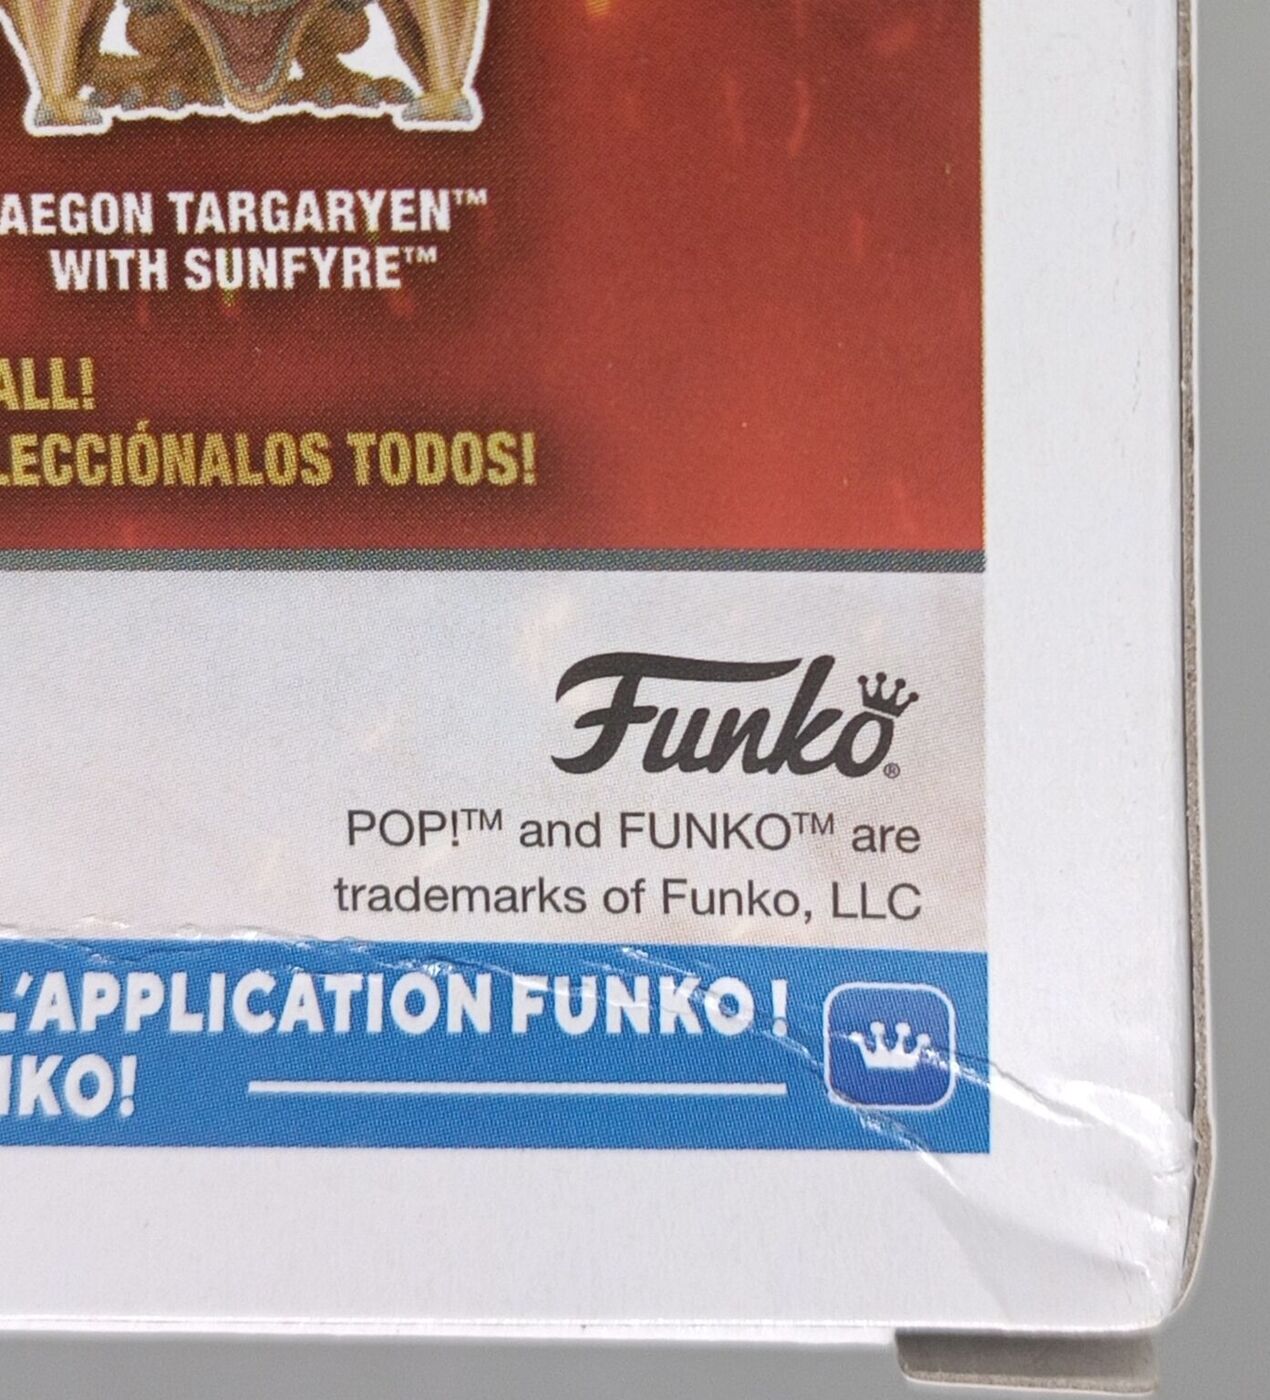 AEGON TARGARYEN™
WITH SUNFYRE™
ALL!
LECCIÓNALOS TODOS!
Funko®
POP!™ and FUNKO™ are
trademarks of Funko, LLC
L'APPLICATION FUNKO !
NKO!